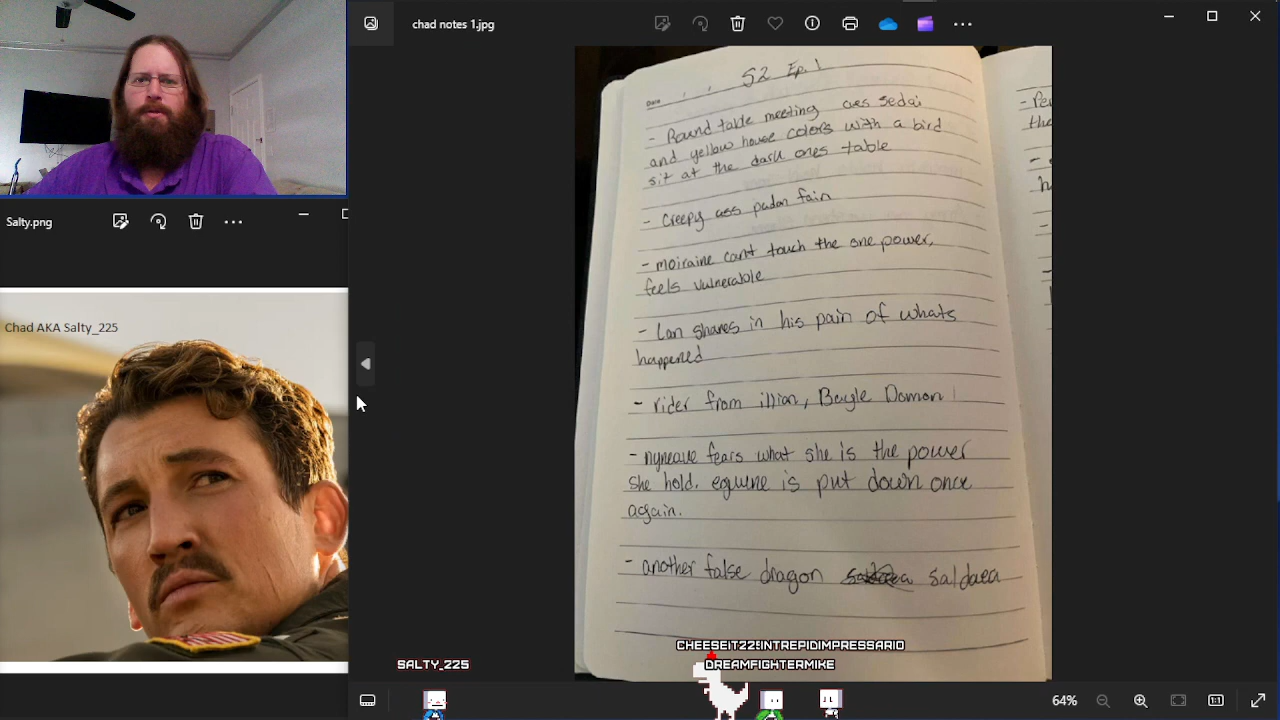 chad notes 1.jpg
Salty.png
Chad AKA Salty_225
S2 Ep. 1
Date
- Round table meeting aes sedai
and yellow house colors with a bird
sit at the dark ones table
- Creepy ass padan fain
- moiraine cant touch the one power,
feels vulnerable
- Lan shares in his pain of whats
happened
- rider from illian, Bayle Domon
- nyneave fears what she is the power
she hold. egwene is put down once
again.
- another false dragon saldaea
- Per
the
SALTY_225
CHEESEIT225
INTREPIDIMPRESSARIO
DREAMFIGHTERMIKE
64%